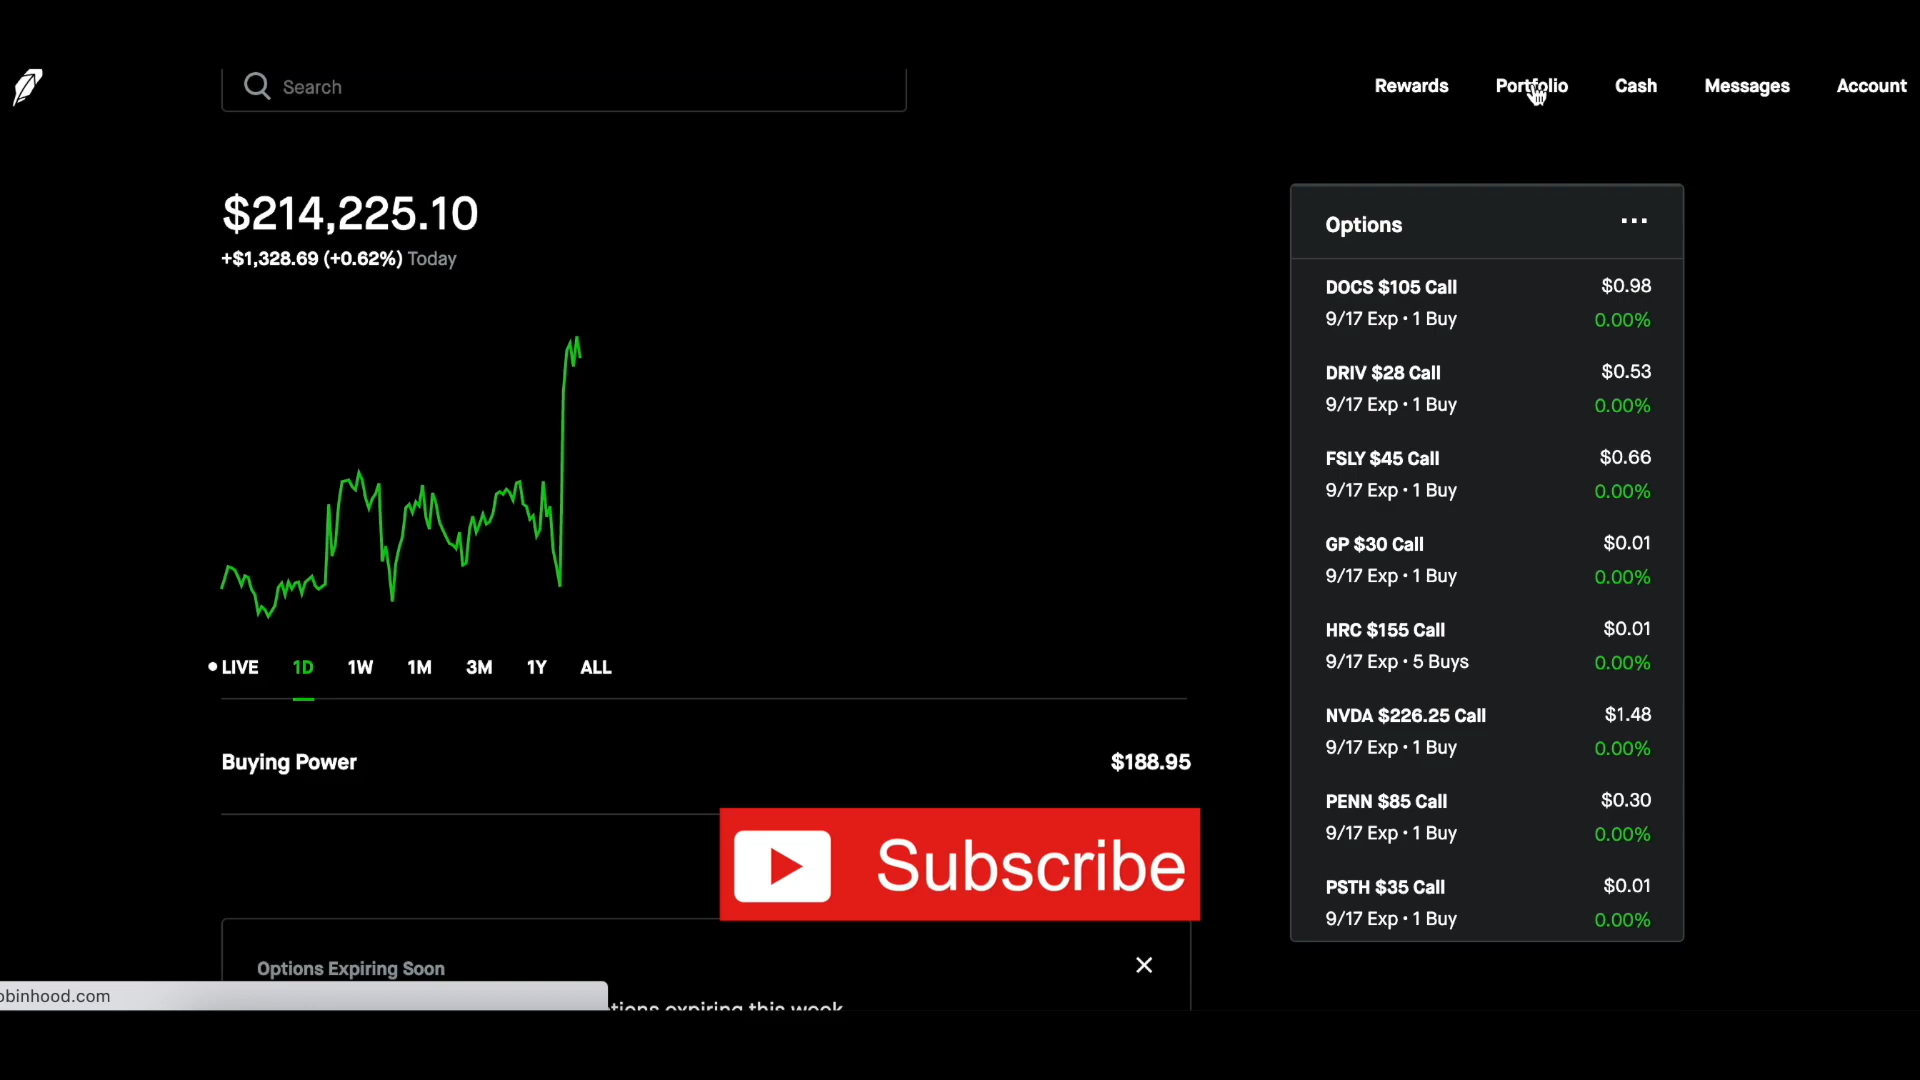 Search
Rewards
Portfolio
Cash
Messages
Account
$214,225.10
+$1,328.69 (+0.62%) Today
LIVE 1D 1W 1M 3M 1Y ALL
Buying Power $188.95
Subscribe
Options Expiring Soon
obinhood.com
tions expiring this week
Options
DOCS $105 Call $0.98
9/17 Exp · 1 Buy 0.00%
DRIV $28 Call $0.53
9/17 Exp · 1 Buy 0.00%
FSLY $45 Call $0.66
9/17 Exp · 1 Buy 0.00%
GP $30 Call $0.01
9/17 Exp · 1 Buy 0.00%
HRC $155 Call $0.01
9/17 Exp · 5 Buys 0.00%
NVDA $226.25 Call $1.48
9/17 Exp · 1 Buy 0.00%
PENN $85 Call $0.30
9/17 Exp · 1 Buy 0.00%
PSTH $35 Call $0.01
9/17 Exp · 1 Buy 0.00%